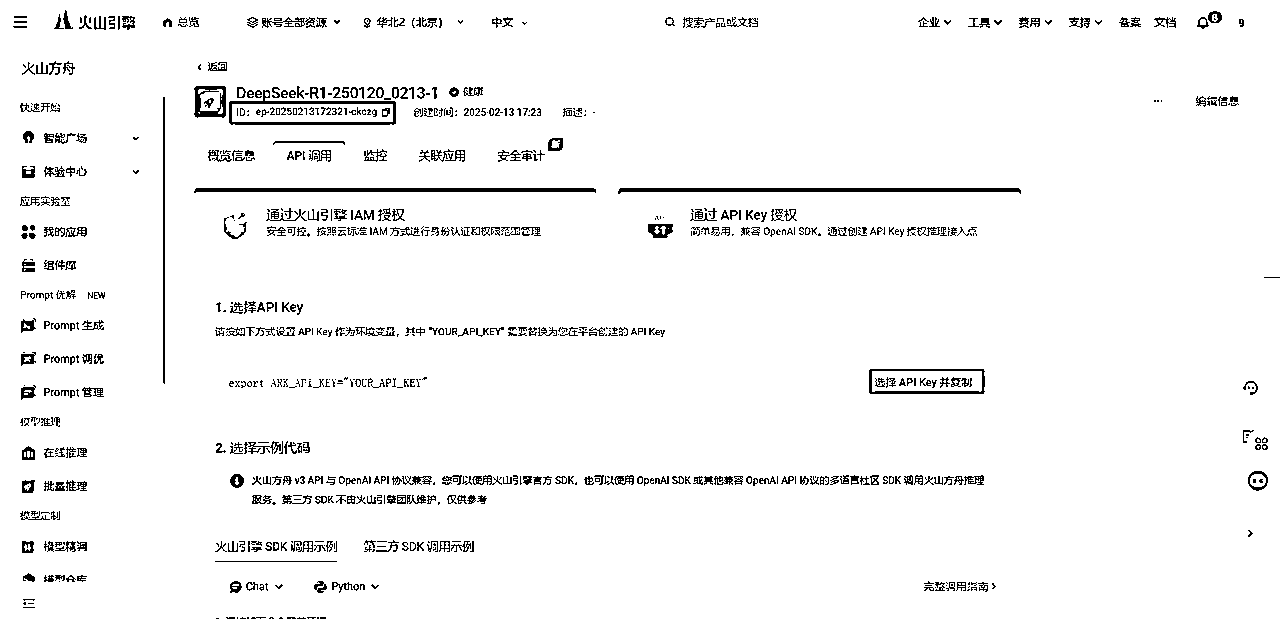 火山引擎 总览 账号全部资源 华北2（北京） 中文 搜索产品或文档 企业 工具 费用 支持 备案 文档
火山方舟
返回
DeepSeek-R1-250120_0213-1 健康
ID: ep-20250213172321-ckczg 创建时间：2025-02-13 17:23 描述：-
编辑信息
快速开始
智能广场
体验中心
应用实验室
我的应用
组件库
Prompt 优解 NEW
Prompt 生成
Prompt 调优
Prompt 管理
模型推理
在线推理
批量推理
模型定制
模型精调
模型仓库
概览信息 API 调用 监控 关联应用 安全审计
通过火山引擎 IAM 授权
安全可控，按照云标准 IAM 方式进行身份认证和权限范围管理
通过 API Key 授权
简单易用，兼容 OpenAI SDK，通过创建 API Key 授权推理接入点
1. 选择API Key
请按如下方式设置 API Key 作为环境变量，其中 "YOUR_API_KEY" 需要替换为您在平台创建的 API Key
export ARK_API_KEY="YOUR_API_KEY"
选择 API Key 并复制
2. 选择示例代码
火山方舟 v3 API 与 OpenAI API 协议兼容，您可以使用火山引擎官方 SDK，也可以使用 OpenAI SDK 或其他兼容 OpenAI API 协议的多语言社区 SDK 调用火山方舟推理
服务。第三方 SDK 不由火山引擎团队维护，仅供参考
火山引擎 SDK 调用示例 第三方 SDK 调用示例
Chat Python 完整调用指南